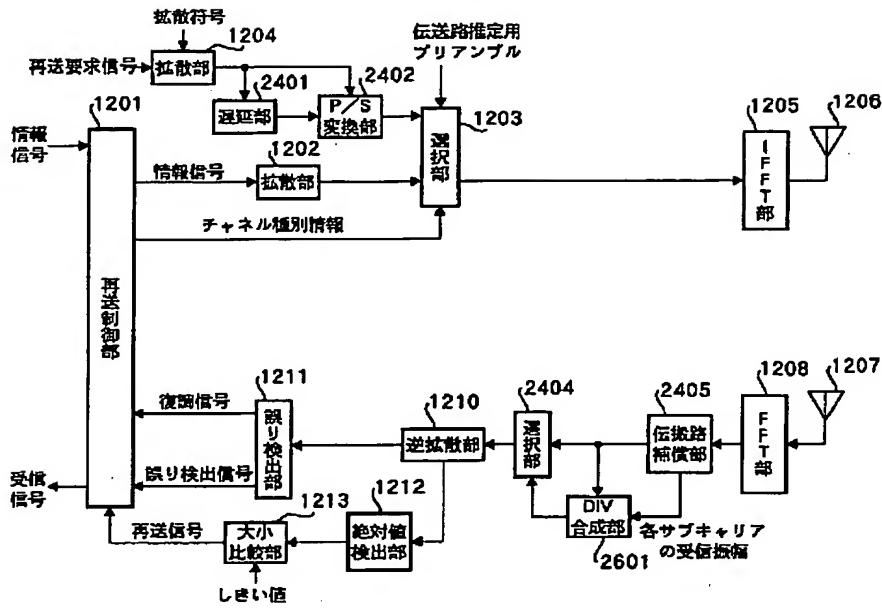 拡散符号
1204
再送要求信号
拡散部
2401
遅延部
2402
P/S
変換部
伝送路推定用
プリアンブル
1203
選択部
1205
IFFT部
1206
1201
情報
信号
再送制御部
情報信号
1202
拡散部
チャネル種別情報
1207
1208
FFT部
2405
伝搬路
補償部
2404
選択部
DIV
合成部
2601
各サブキャリア
の受信振幅
1210
逆拡散部
1211
誤り検出部
復調信号
誤り検出信号
受信
信号
1212
絶対値
検出部
1213
大小
比較部
再送信号
しきい値